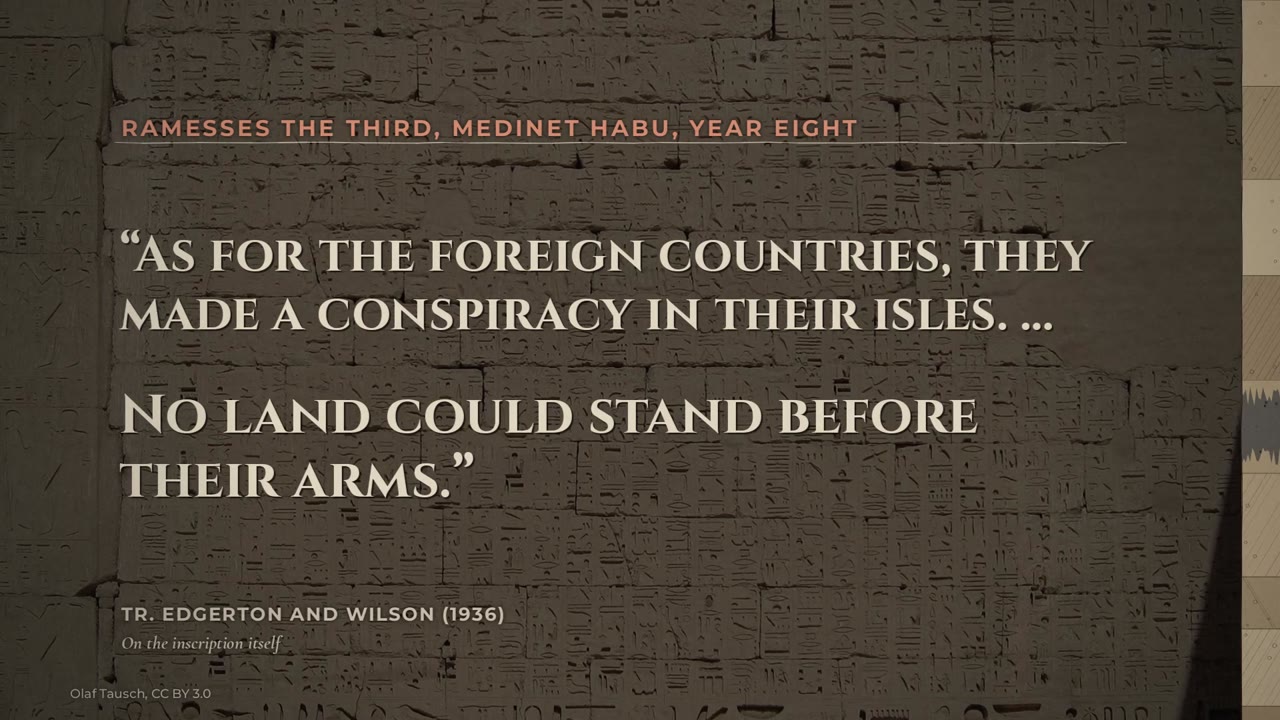 RAMESSES THE THIRD, MEDINET HABU, YEAR EIGHT
“As for the foreign countries, they
made a conspiracy in their isles. ...
No land could stand before
their arms.”
TR. EDGERTON AND WILSON (1936)
On the inscription itself
Olaf Tausch, CC BY 3.0